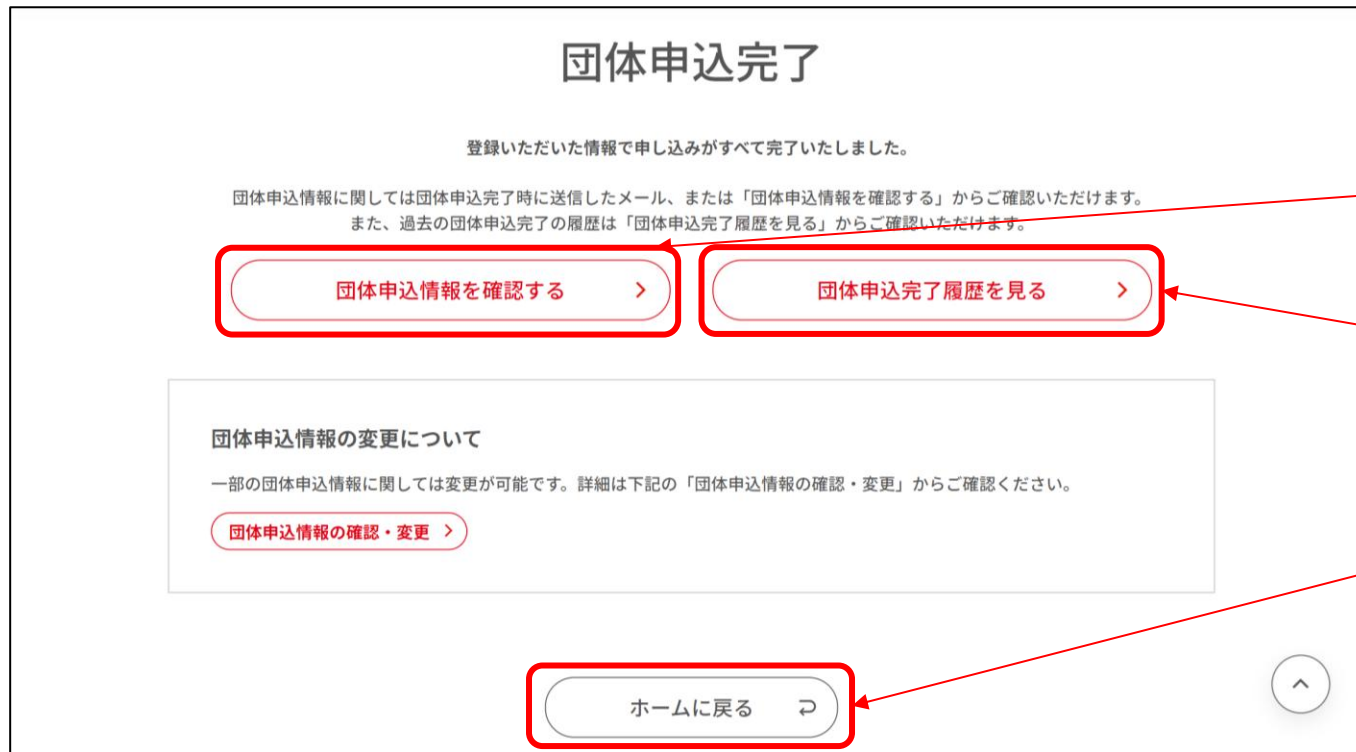 団体申込完了
登録いただいた情報で申し込みがすべて完了いたしました。
団体申込情報に関しては団体申込完了時に送信したメール、または「団体申込情報を確認する」からご確認いただけます。
また、過去の団体申込完了の履歴は「団体申込完了履歴を見る」からご確認いただけます。
団体申込情報を確認する
団体申込完了履歴を見る
団体申込情報の変更について
一部の団体申込情報に関しては変更が可能です。詳細は下記の「団体申込情報の確認・変更」からご確認ください。
団体申込情報の確認・変更
ホームに戻る